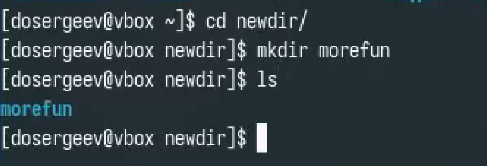 [dosergeev@vbox ~]$ cd newdir/
[dosergeev@vbox newdir]$ mkdir morefun
[dosergeev@vbox newdir]$ ls
morefun
[dosergeev@vbox newdir]$